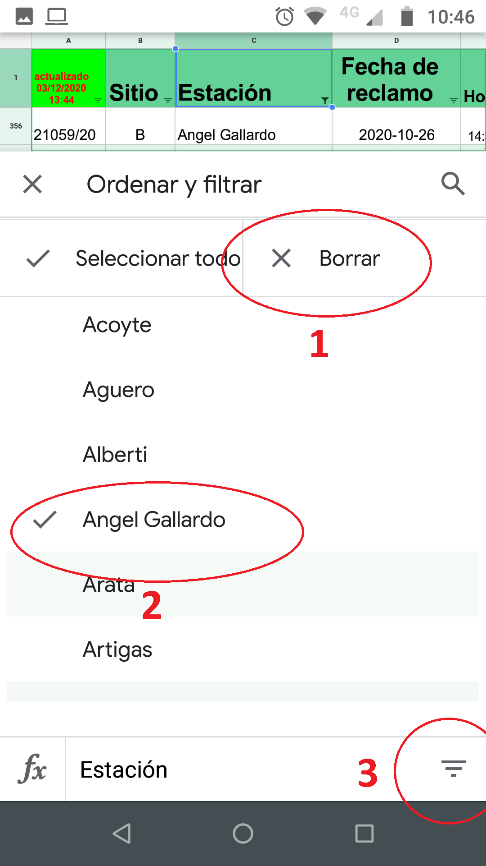 4G 10:46
A B C D
1 actualizado 03/12/2020 13:44 Sitio Estación Fecha de reclamo Ho
356 21059/20 B Angel Gallardo 2020-10-26 14:
Ordenar y filtrar
Seleccionar todo Borrar
1
Acoyte
Aguero
Alberti
Angel Gallardo
Arata
2
Artigas
fx Estación 3